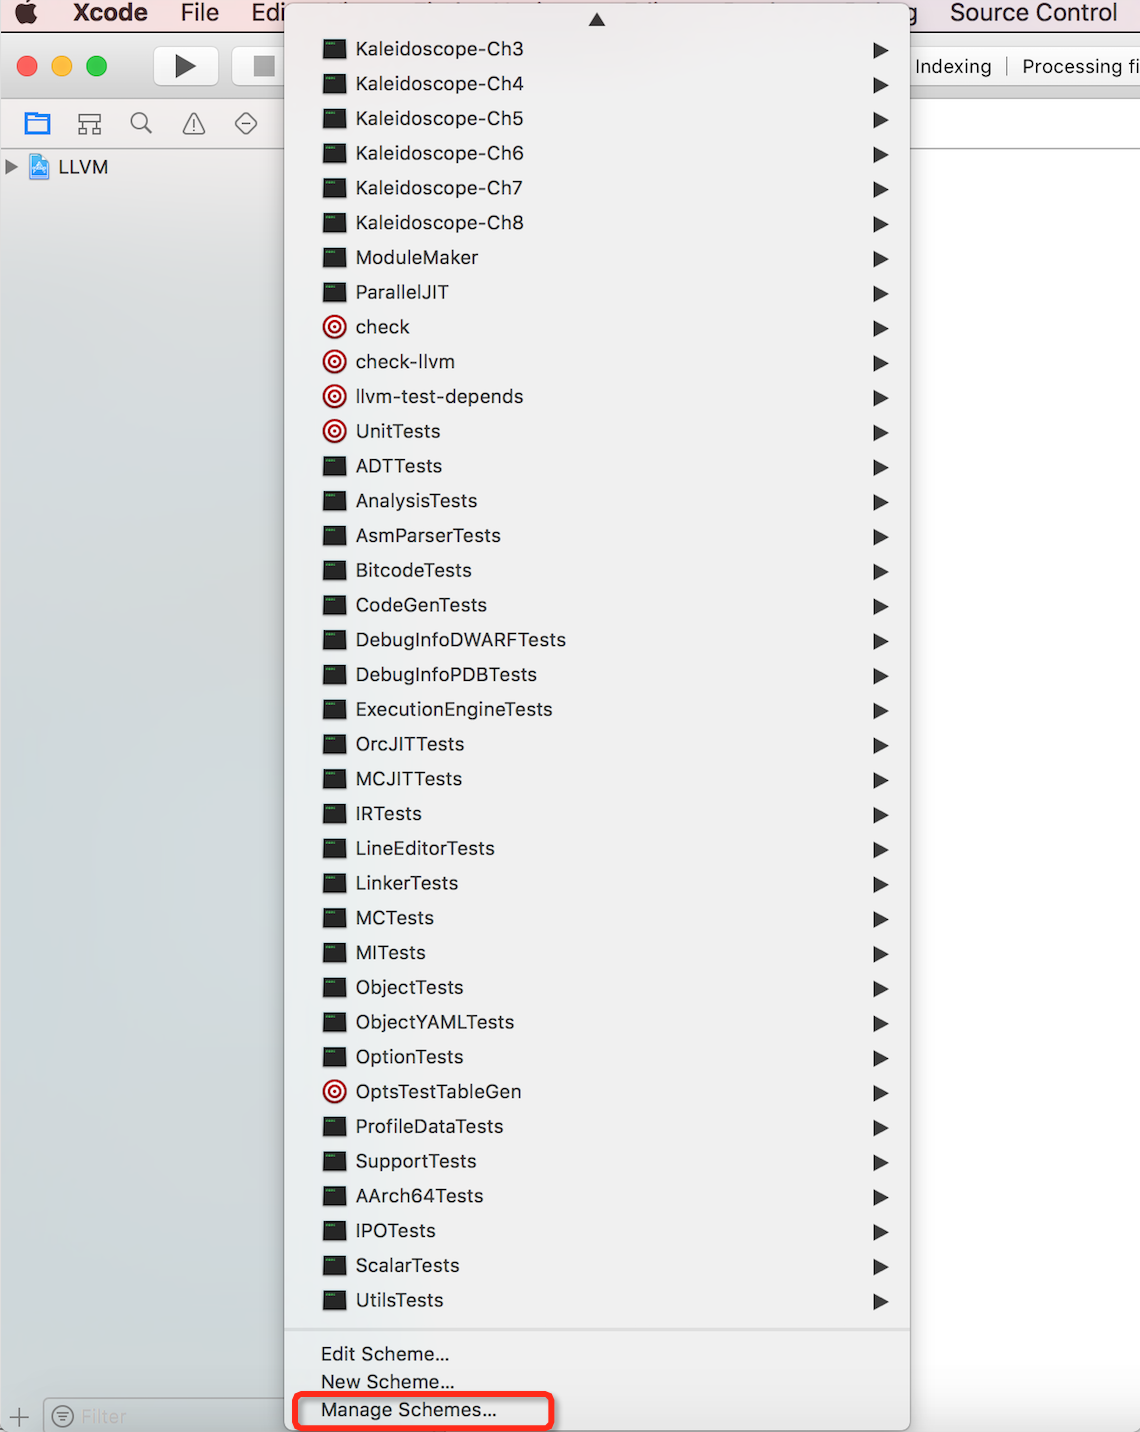 Xcode File Edi Source Control
Indexing Processing fi
LLVM
Kaleidoscope-Ch3
Kaleidoscope-Ch4
Kaleidoscope-Ch5
Kaleidoscope-Ch6
Kaleidoscope-Ch7
Kaleidoscope-Ch8
ModuleMaker
ParallelJIT
check
check-llvm
llvm-test-depends
UnitTests
ADTTests
AnalysisTests
AsmParserTests
BitcodeTests
CodeGenTests
DebugInfoDWARFTests
DebugInfoPDBTests
ExecutionEngineTests
OrcJITTests
MCJITTests
IRTests
LineEditorTests
LinkerTests
MCTests
MITests
ObjectTests
ObjectYAMLTests
OptionTests
OptsTestTableGen
ProfileDataTests
SupportTests
AArch64Tests
IPOTests
ScalarTests
UtilsTests
Edit Scheme...
New Scheme...
Manage Schemes...
Filter